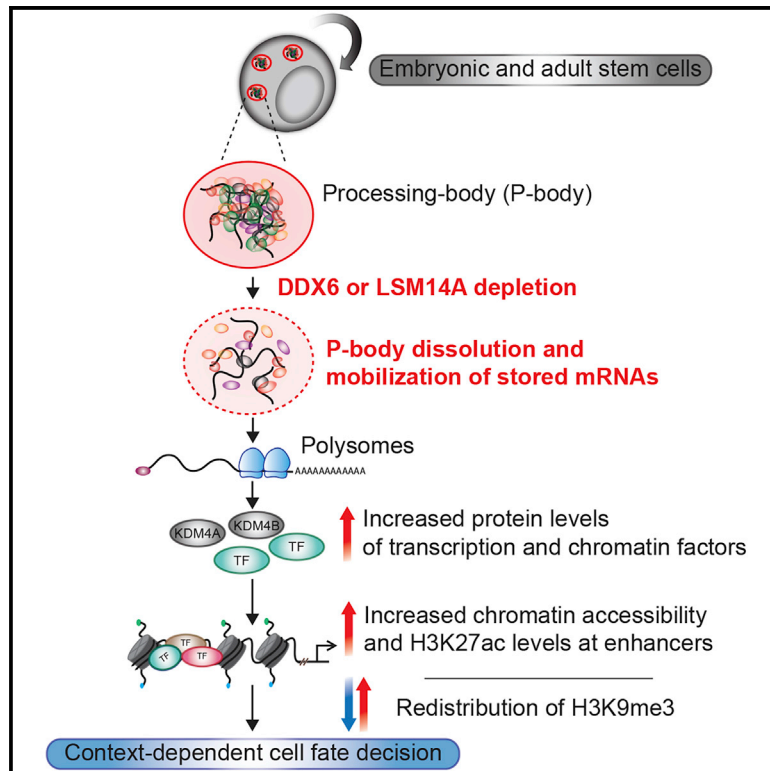 Embryonic and adult stem cells
Processing-body (P-body)
DDX6 or LSM14A depletion
P-body dissolution and
mobilization of stored mRNAs
Polysomes
AAAAAAAAAAAA
KDM4A
KDM4B
TF
TF
Increased protein levels
of transcription and chromatin factors
TF
TF
TF
Increased chromatin accessibility
and H3K27ac levels at enhancers
Redistribution of H3K9me3
Context-dependent cell fate decision